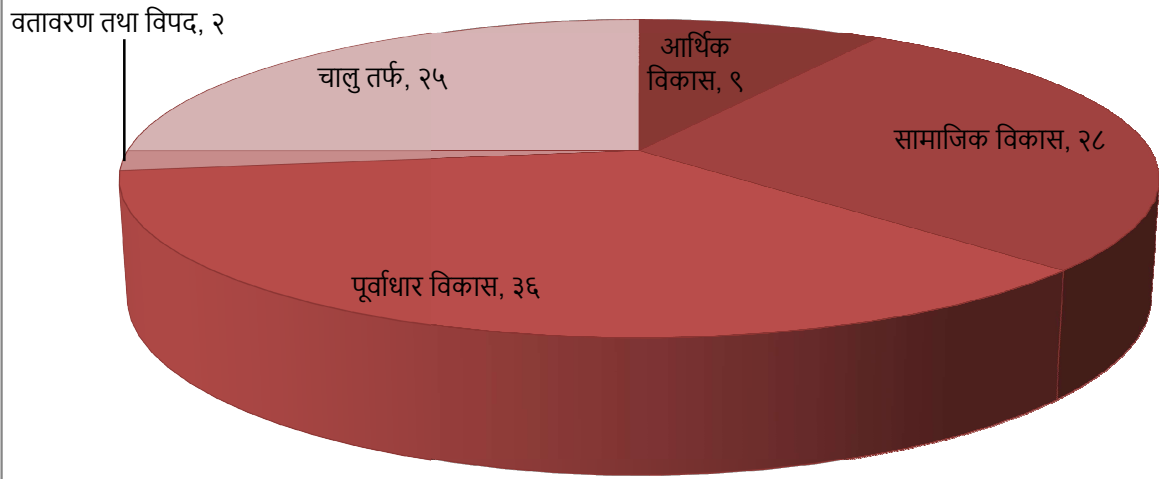 वतावरण तथा विपद, २
चालु तर्फ, २५
आर्थिक
विकास, ९
सामाजिक विकास, २८
पूर्वाधार विकास, ३६